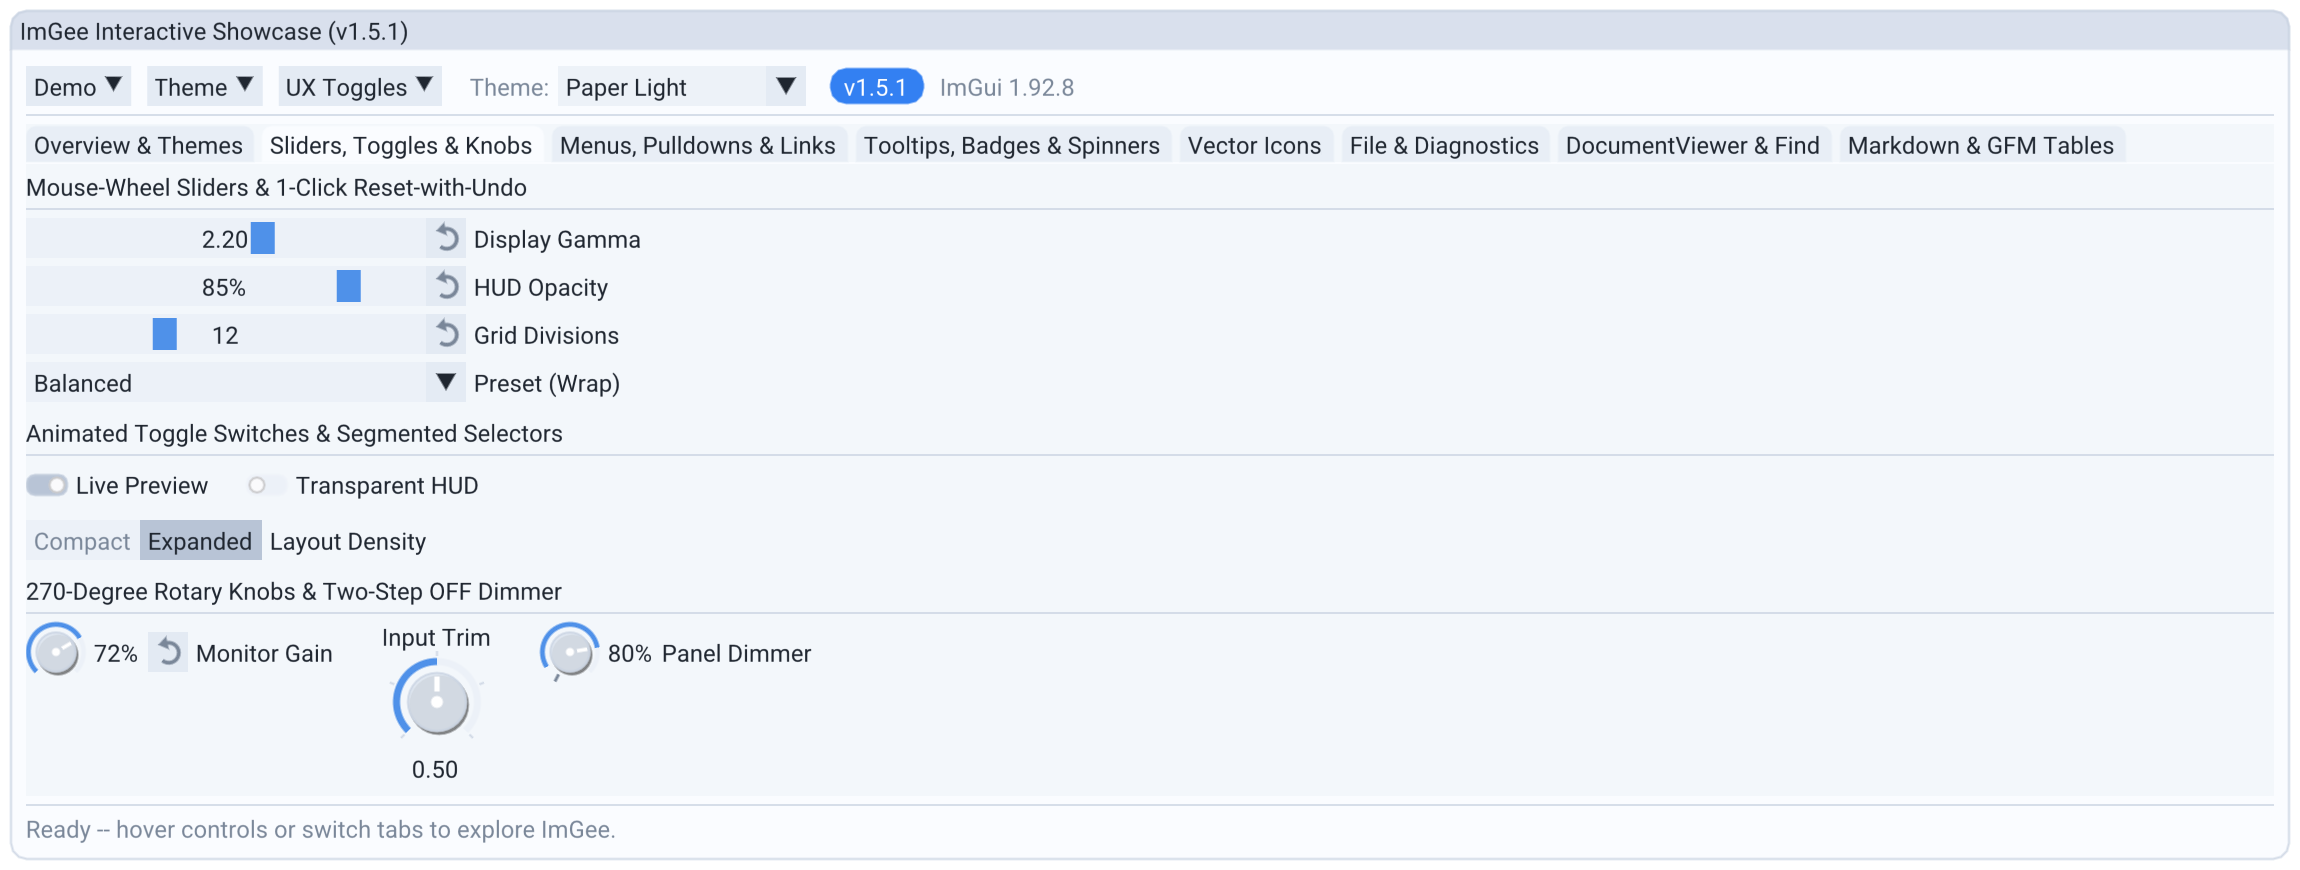 ImGee Interactive Showcase (v1.5.1)
Demo Theme UX Toggles Theme: Paper Light v1.5.1 ImGui 1.92.8
Overview & Themes Sliders, Toggles & Knobs Menus, Pulldowns & Links Tooltips, Badges & Spinners Vector Icons File & Diagnostics DocumentViewer & Find Markdown & GFM Tables
Mouse-Wheel Sliders & 1-Click Reset-with-Undo
2.20 Display Gamma
85% HUD Opacity
12 Grid Divisions
Balanced Preset (Wrap)
Animated Toggle Switches & Segmented Selectors
Live Preview Transparent HUD
Compact Expanded Layout Density
270-Degree Rotary Knobs & Two-Step OFF Dimmer
Input Trim
72% Monitor Gain 80% Panel Dimmer
0.50
Ready -- hover controls or switch tabs to explore ImGee.